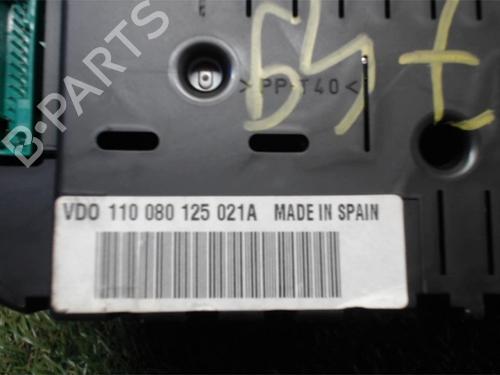 B-PARTS
>PP-T40<
VDO 110 080 125 021A MADE IN SPAIN